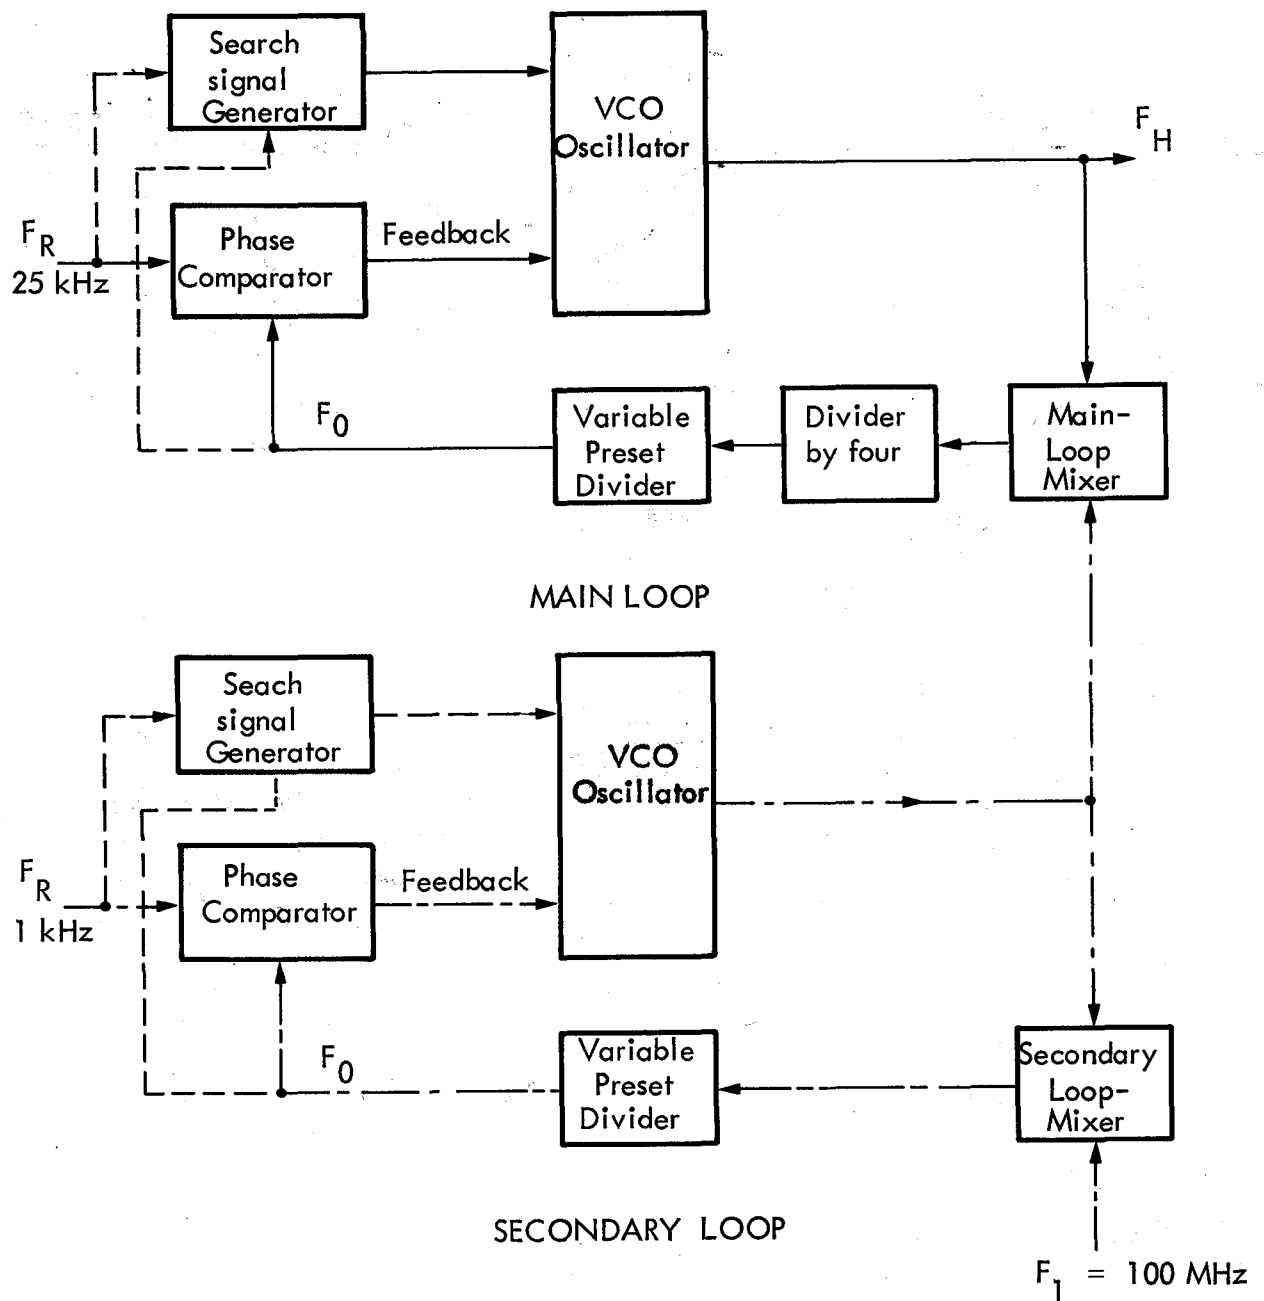 Search
signal
Generator
VCO
Oscillator
F_H
F_R
25 kHz
Phase
Comparator
Feedback
F_0
Variable
Preset
Divider
Divider
by four
Main-
Loop
Mixer
MAIN LOOP
Seach
signal
Generator
VCO
Oscillator
F_R
1 kHz
Phase
Comparator
Feedback
F_0
Variable
Preset
Divider
Secondary
Loop-
Mixer
SECONDARY LOOP
F_1 = 100 MHz